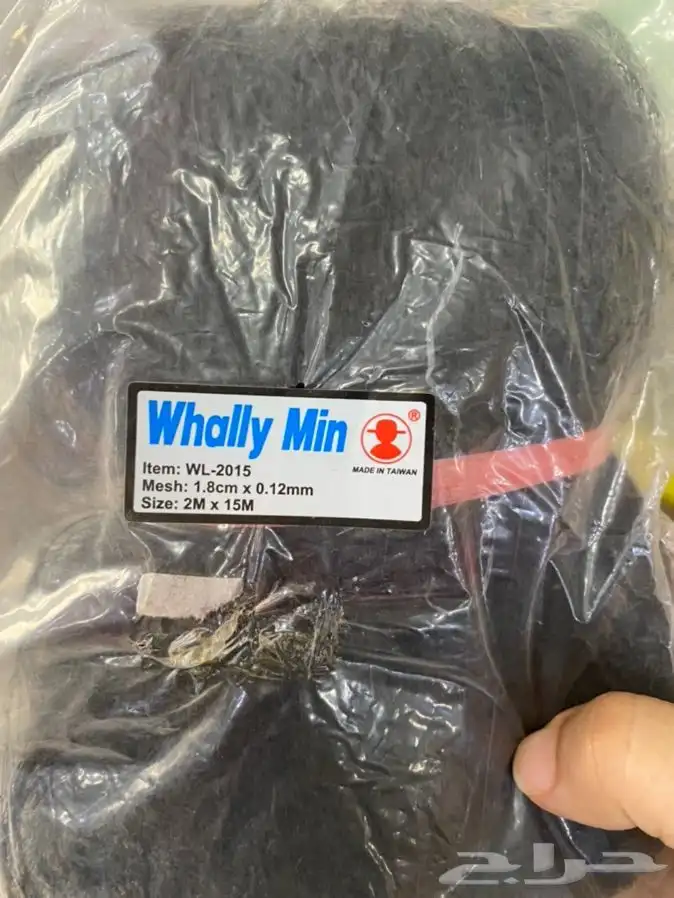 Whally Min ®
MADE IN TAIWAN
Item: WL-2015
Mesh: 1.8cm x 0.12mm
Size: 2M x 15M
حراج